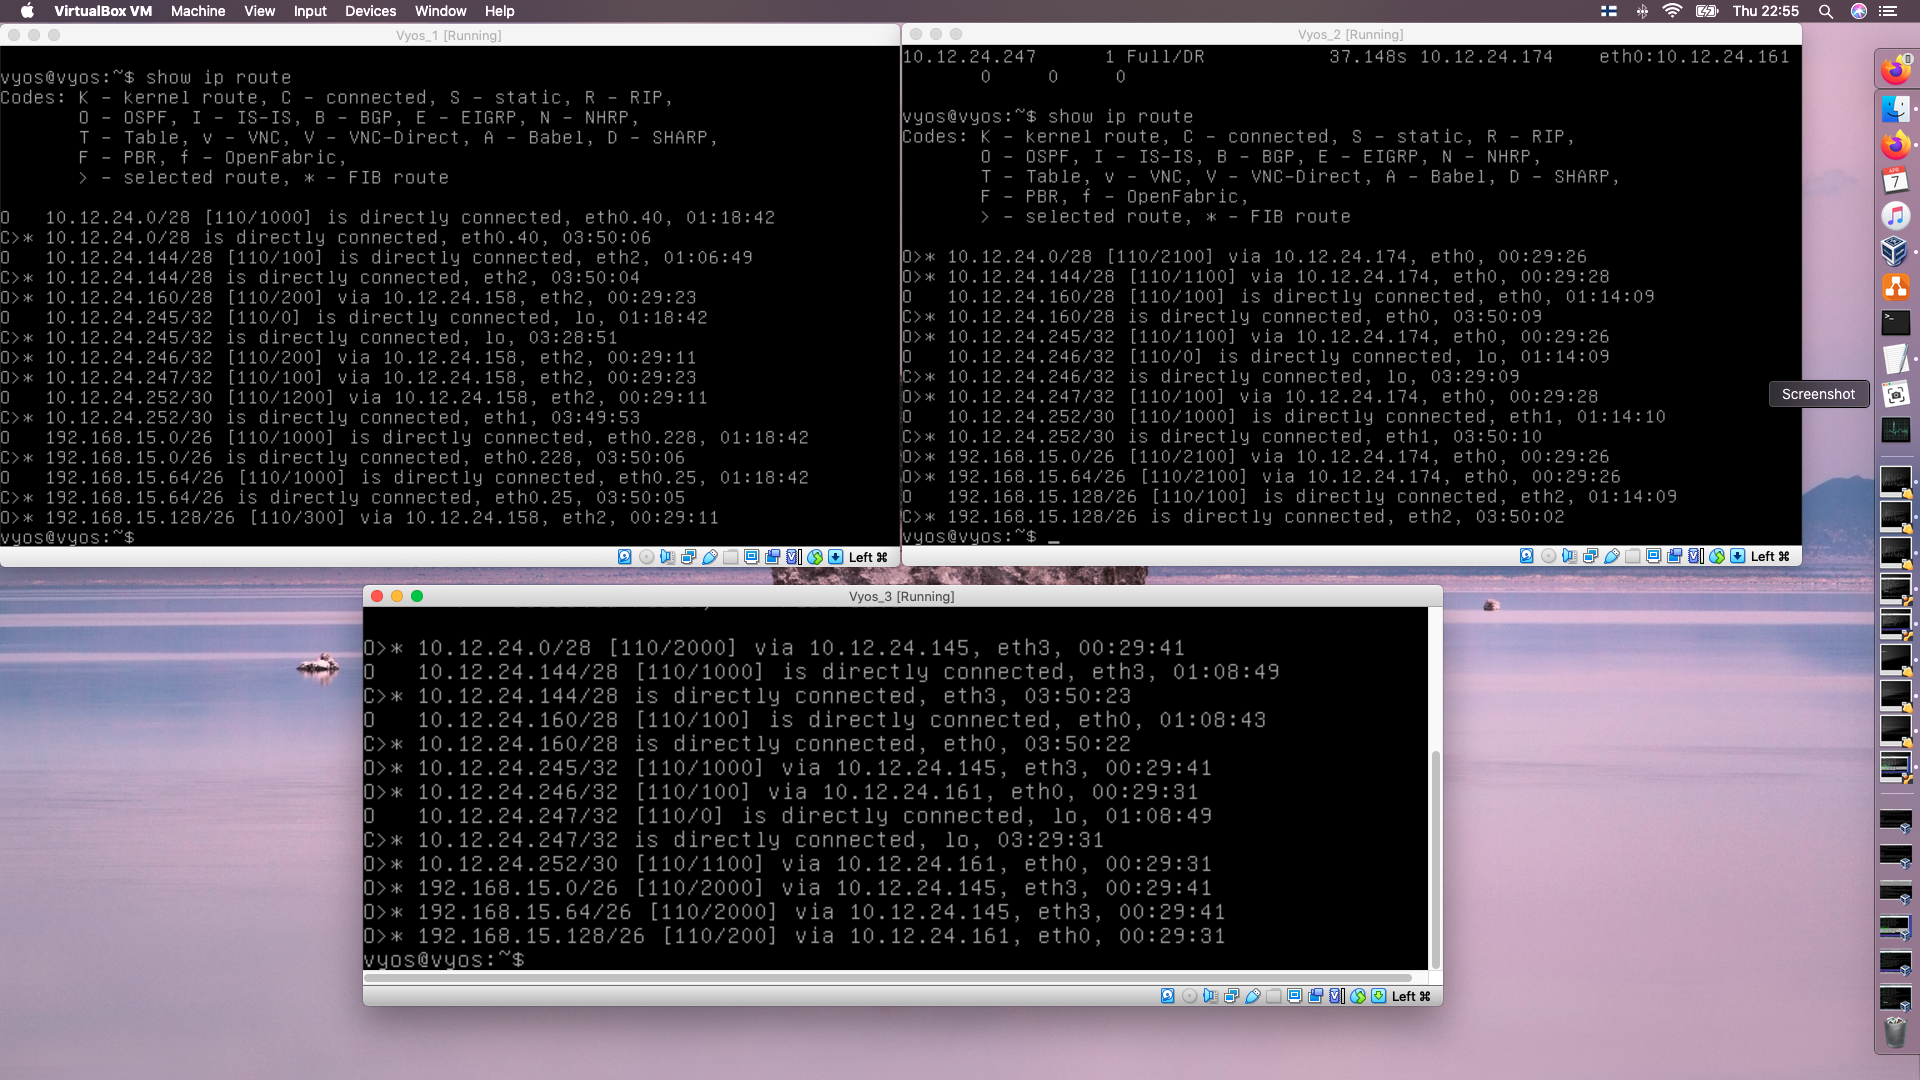 VirtualBox VM Machine View Input Devices Window Help
Thu 22:55
Vyos_1 [Running]
vyos@vyos:~$ show ip route
Codes: K - kernel route, C - connected, S - static, R - RIP,
O - OSPF, I - IS-IS, B - BGP, E - EIGRP, N - NHRP,
T - Table, v - VNC, V - VNC-Direct, A - Babel, D - SHARP,
F - PBR, f - OpenFabric,
> - selected route, * - FIB route
O 10.12.24.0/28 [110/1000] is directly connected, eth0.40, 01:18:42
C>* 10.12.24.0/28 is directly connected, eth0.40, 03:50:06
O 10.12.24.144/28 [110/100] is directly connected, eth2, 01:06:49
C>* 10.12.24.144/28 is directly connected, eth2, 03:50:04
O>* 10.12.24.160/28 [110/200] via 10.12.24.158, eth2, 00:29:23
O 10.12.24.245/32 [110/0] is directly connected, lo, 01:18:42
C>* 10.12.24.245/32 is directly connected, lo, 03:28:51
O>* 10.12.24.246/32 [110/200] via 10.12.24.158, eth2, 00:29:11
O>* 10.12.24.247/32 [110/100] via 10.12.24.158, eth2, 00:29:23
O 10.12.24.252/30 [110/1200] via 10.12.24.158, eth2, 00:29:11
C>* 10.12.24.252/30 is directly connected, eth1, 03:49:53
O 192.168.15.0/26 [110/1000] is directly connected, eth0.228, 01:18:42
C>* 192.168.15.0/26 is directly connected, eth0.228, 03:50:06
O 192.168.15.64/26 [110/1000] is directly connected, eth0.25, 01:18:42
C>* 192.168.15.64/26 is directly connected, eth0.25, 03:50:05
O>* 192.168.15.128/26 [110/300] via 10.12.24.158, eth2, 00:29:11
vyos@vyos:~$
Left ⌘
Vyos_2 [Running]
10.12.24.247 1 Full/DR 37.148s 10.12.24.174 eth0:10.12.24.161
0 0 0
vyos@vyos:~$ show ip route
Codes: K - kernel route, C - connected, S - static, R - RIP,
O - OSPF, I - IS-IS, B - BGP, E - EIGRP, N - NHRP,
T - Table, v - VNC, V - VNC-Direct, A - Babel, D - SHARP,
F - PBR, f - OpenFabric,
> - selected route, * - FIB route
O>* 10.12.24.0/28 [110/2100] via 10.12.24.174, eth0, 00:29:26
O>* 10.12.24.144/28 [110/1100] via 10.12.24.174, eth0, 00:29:28
O 10.12.24.160/28 [110/100] is directly connected, eth0, 01:14:09
C>* 10.12.24.160/28 is directly connected, eth0, 03:50:09
O>* 10.12.24.245/32 [110/1100] via 10.12.24.174, eth0, 00:29:26
O 10.12.24.246/32 [110/0] is directly connected, lo, 01:14:09
C>* 10.12.24.246/32 is directly connected, lo, 03:29:09
O>* 10.12.24.247/32 [110/100] via 10.12.24.174, eth0, 00:29:28
O 10.12.24.252/30 [110/1000] is directly connected, eth1, 01:14:10
C>* 10.12.24.252/30 is directly connected, eth1, 03:50:10
O>* 192.168.15.0/26 [110/2100] via 10.12.24.174, eth0, 00:29:26
O>* 192.168.15.64/26 [110/2100] via 10.12.24.174, eth0, 00:29:26
O 192.168.15.128/26 [110/100] is directly connected, eth2, 01:14:09
C>* 192.168.15.128/26 is directly connected, eth2, 03:50:02
vyos@vyos:~$ _
Left ⌘
Vyos_3 [Running]
O>* 10.12.24.0/28 [110/2000] via 10.12.24.145, eth3, 00:29:41
O 10.12.24.144/28 [110/1000] is directly connected, eth3, 01:08:49
C>* 10.12.24.144/28 is directly connected, eth3, 03:50:23
O 10.12.24.160/28 [110/100] is directly connected, eth0, 01:08:43
C>* 10.12.24.160/28 is directly connected, eth0, 03:50:22
O>* 10.12.24.245/32 [110/1000] via 10.12.24.145, eth3, 00:29:41
O>* 10.12.24.246/32 [110/100] via 10.12.24.161, eth0, 00:29:31
O 10.12.24.247/32 [110/0] is directly connected, lo, 01:08:49
C>* 10.12.24.247/32 is directly connected, lo, 03:29:31
O>* 10.12.24.252/30 [110/1100] via 10.12.24.161, eth0, 00:29:31
O>* 192.168.15.0/26 [110/2000] via 10.12.24.145, eth3, 00:29:41
O>* 192.168.15.64/26 [110/2000] via 10.12.24.145, eth3, 00:29:41
O>* 192.168.15.128/26 [110/200] via 10.12.24.161, eth0, 00:29:31
vyos@vyos:~$
Left ⌘
Screenshot
APR
7